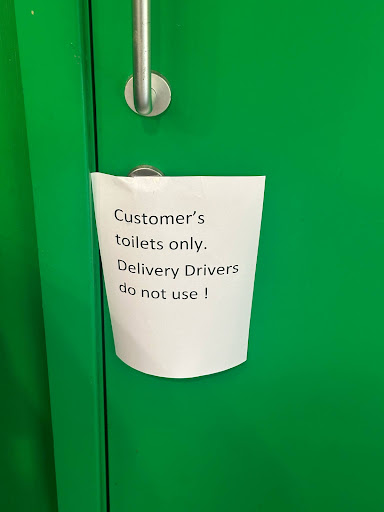 Customer's
toilets only.
Delivery Drivers
do not use !